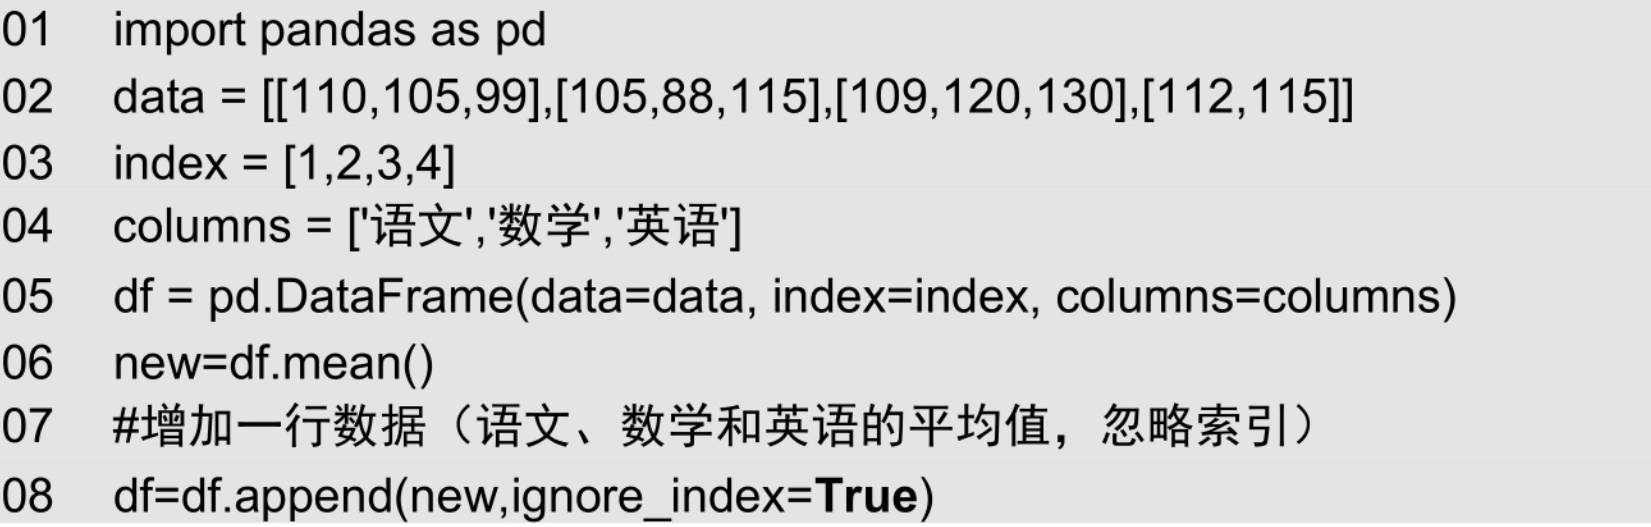 01 import pandas as pd
02 data = [[110,105,99],[105,88,115],[109,120,130],[112,115]]
03 index = [1,2,3,4]
04 columns = ['语文','数学','英语']
05 df = pd.DataFrame(data=data, index=index, columns=columns)
06 new=df.mean()
07 #增加一行数据（语文、数学和英语的平均值，忽略索引）
08 df=df.append(new,ignore_index=True)